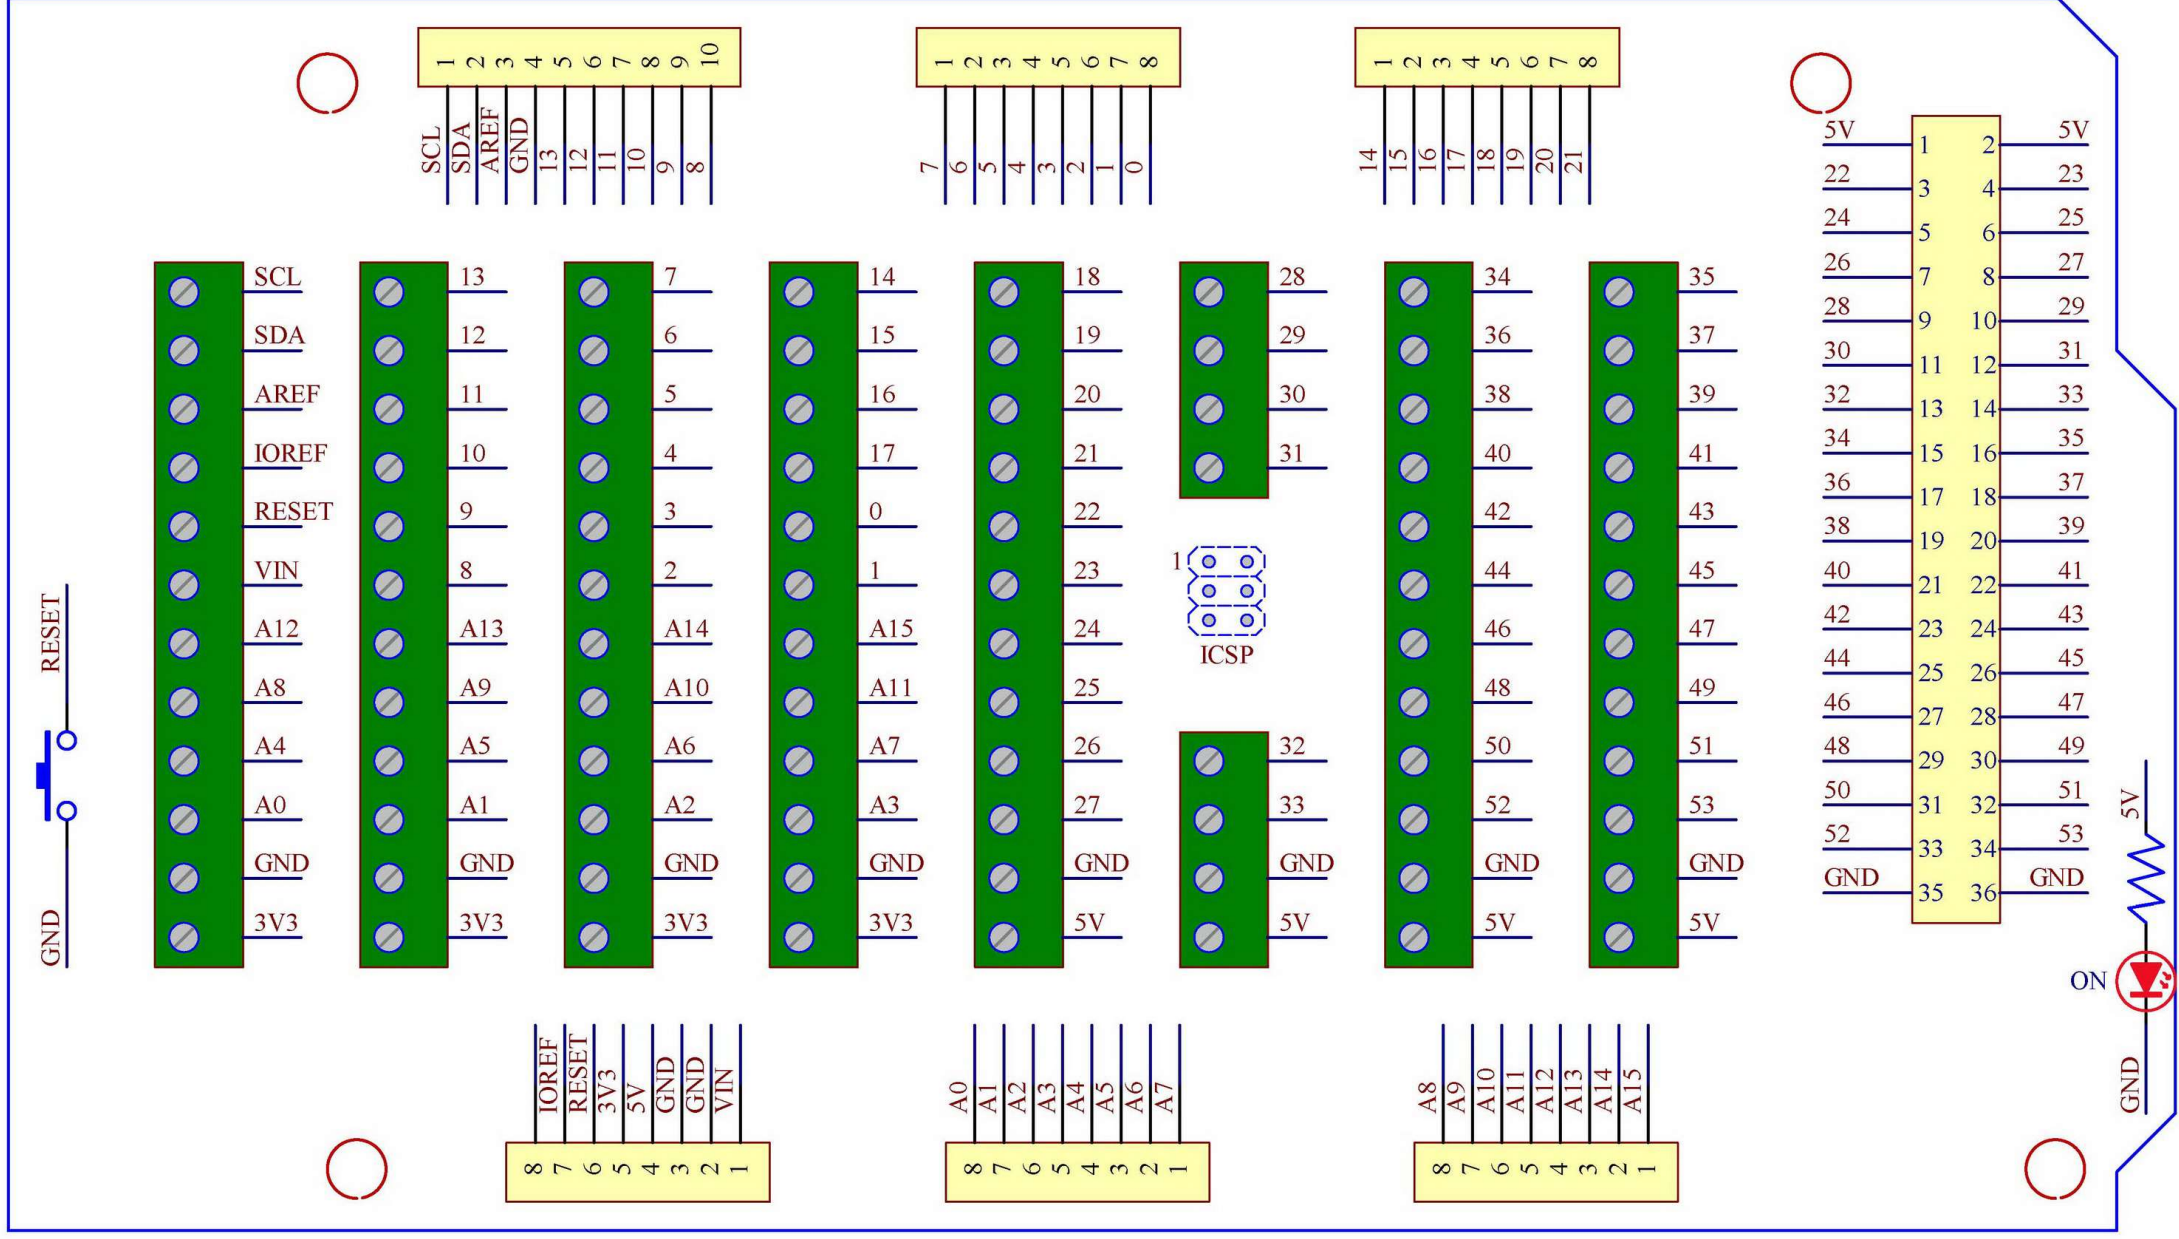 1 2 3 4 5 6 7 8 9 10
SCL SDA AREF GND 13 12 11 10 9 8
1 2 3 4 5 6 7 8
7 6 5 4 3 2 1 0
1 2 3 4 5 6 7 8
14 15 16 17 18 19 20 21
SCL 13 7 14 18 28 34 35
SDA 12 6 15 19 29 36 37
AREF 11 5 16 20 30 38 39
IOREF 10 4 17 21 31 40 41
RESET 9 3 0 22 42 43
VIN 8 2 1 23 44 45
A12 A13 A14 A15 24 46 47
A8 A9 A10 A11 25 48 49
A4 A5 A6 A7 26 32 50 51
A0 A1 A2 A3 27 33 52 53
GND GND GND GND GND GND GND GND
3V3 3V3 3V3 3V3 5V 5V 5V 5V
1
ICSP
RESET
GND
5V 1 2 5V
22 3 4 23
24 5 6 25
26 7 8 27
28 9 10 29
30 11 12 31
32 13 14 33
34 15 16 35
36 17 18 37
38 19 20 39
40 21 22 41
42 23 24 43
44 25 26 45
46 27 28 47
48 29 30 49
50 31 32 51
52 33 34 53
GND 35 36 GND
5V
ON
GND
IOREF RESET 3V3 5V GND GND VIN
8 7 6 5 4 3 2 1
A0 A1 A2 A3 A4 A5 A6 A7
8 7 6 5 4 3 2 1
A8 A9 A10 A11 A12 A13 A14 A15
8 7 6 5 4 3 2 1